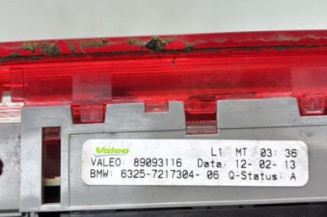 Valeo L1 MT 03: 36
VALEO: 89093116 Data: 12-02-13
BMW: 6325-7217304-06 Q-Status: A